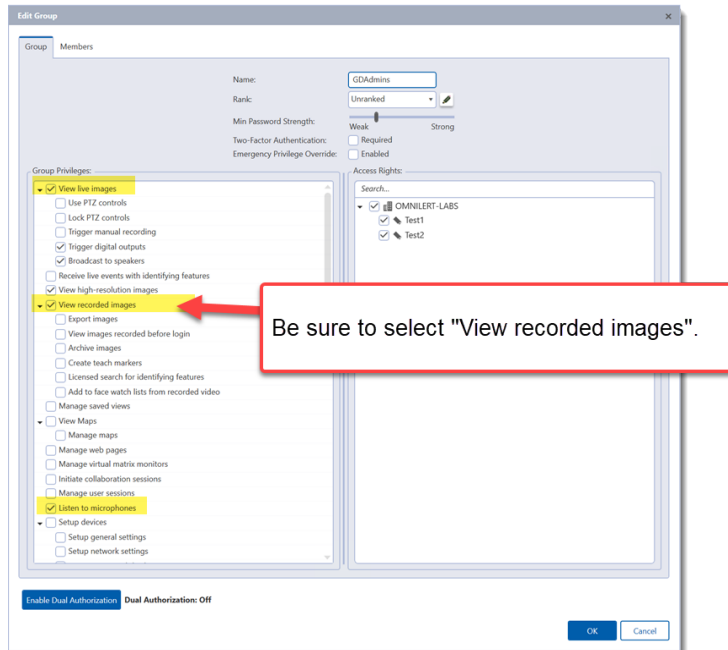 Edit Group
Group Members
Name: GDAdmins
Rank: Unranked
Min Password Strength:
Weak Strong
Two-Factor Authentication: Required
Emergency Privilege Override: Enabled
Group Privileges:
View live images
Use PTZ controls
Lock PTZ controls
Trigger manual recording
Trigger digital outputs
Broadcast to speakers
Receive live events with identifying features
View high-resolution images
View recorded images
Export images
View images recorded before login
Archive images
Create teach markers
Licensed search for identifying features
Add to face watch lists from recorded video
Manage saved views
View Maps
Manage maps
Manage web pages
Manage virtual matrix monitors
Initiate collaboration sessions
Manage user sessions
Listen to microphones
Setup devices
Setup general settings
Setup network settings
Access Rights:
Search...
OMNILERT-LABS
Test1
Test2
Be sure to select "View recorded images".
Enable Dual Authorization Dual Authorization: Off
OK Cancel